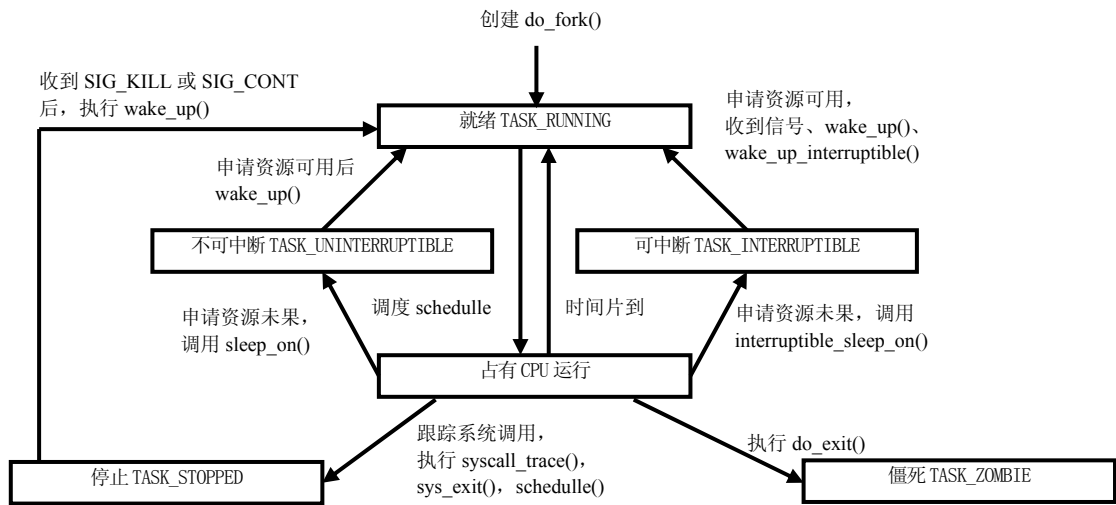 创建 do_fork()
收到 SIG_KILL 或 SIG_CONT
后，执行 wake_up()
就绪 TASK_RUNNING
申请资源可用，
收到信号、wake_up()、
wake_up_interruptible()
申请资源可用后
wake_up()
不可中断 TASK_UNINTERRUPTIBLE
可中断 TASK_INTERRUPTIBLE
申请资源未果，
调用 sleep_on()
调度 schedulle
时间片到
申请资源未果，调用
interruptible_sleep_on()
占有 CPU 运行
跟踪系统调用，
执行 syscall_trace()，
sys_exit()，schedulle()
执行 do_exit()
停止 TASK_STOPPED
僵死 TASK_ZOMBIE